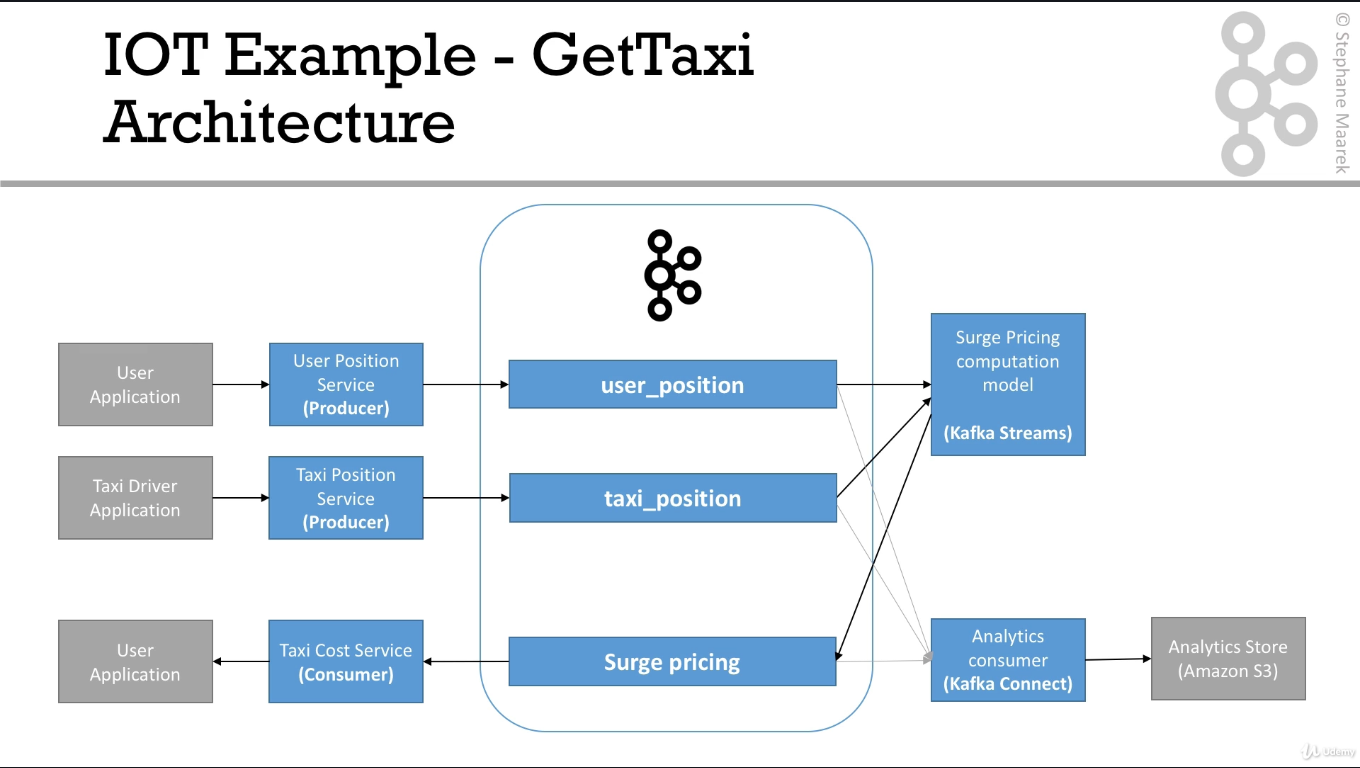 IOT Example - GetTaxi
Architecture
© Stephane Maarek
User
Application
User Position
Service
(Producer)
user_position
Surge Pricing
computation
model
(Kafka Streams)
Taxi Driver
Application
Taxi Position
Service
(Producer)
taxi_position
User
Application
Taxi Cost Service
(Consumer)
Surge pricing
Analytics
consumer
(Kafka Connect)
Analytics Store
(Amazon S3)
Udemy